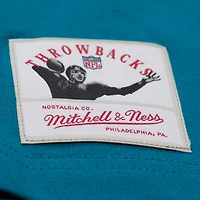 THROWBACKS
NFL
NOSTALGIA CO.
Mitchell & Ness
PHILADELPHIA, PA.